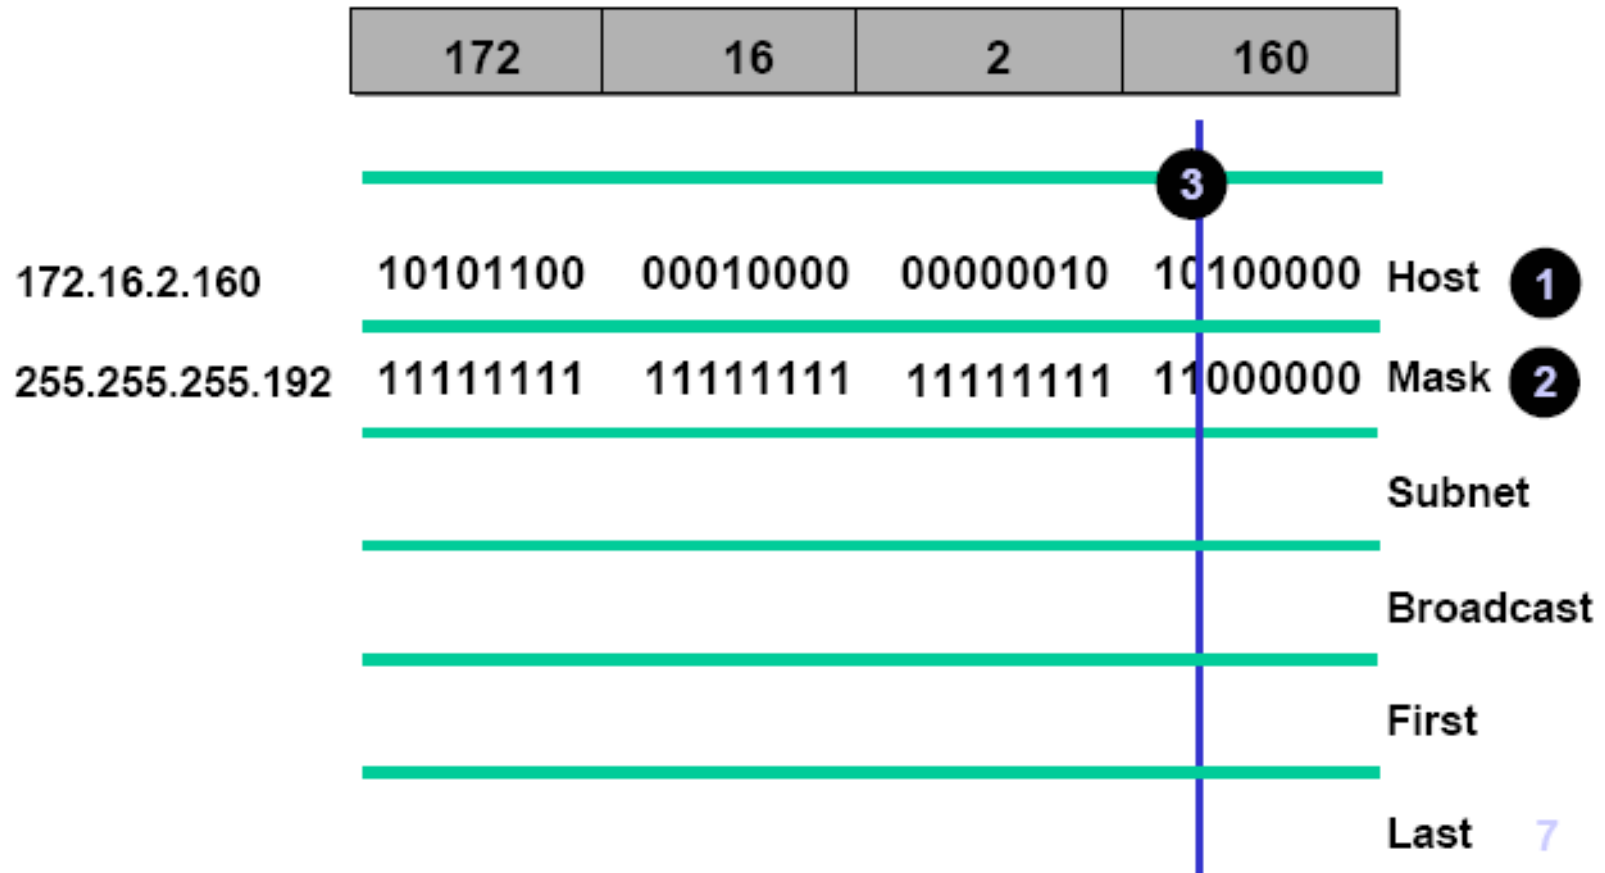 172 16 2 160
3
172.16.2.160 10101100 00010000 00000010 10100000 Host 1
255.255.255.192 11111111 11111111 11111111 11000000 Mask 2
Subnet
Broadcast
First
Last 7